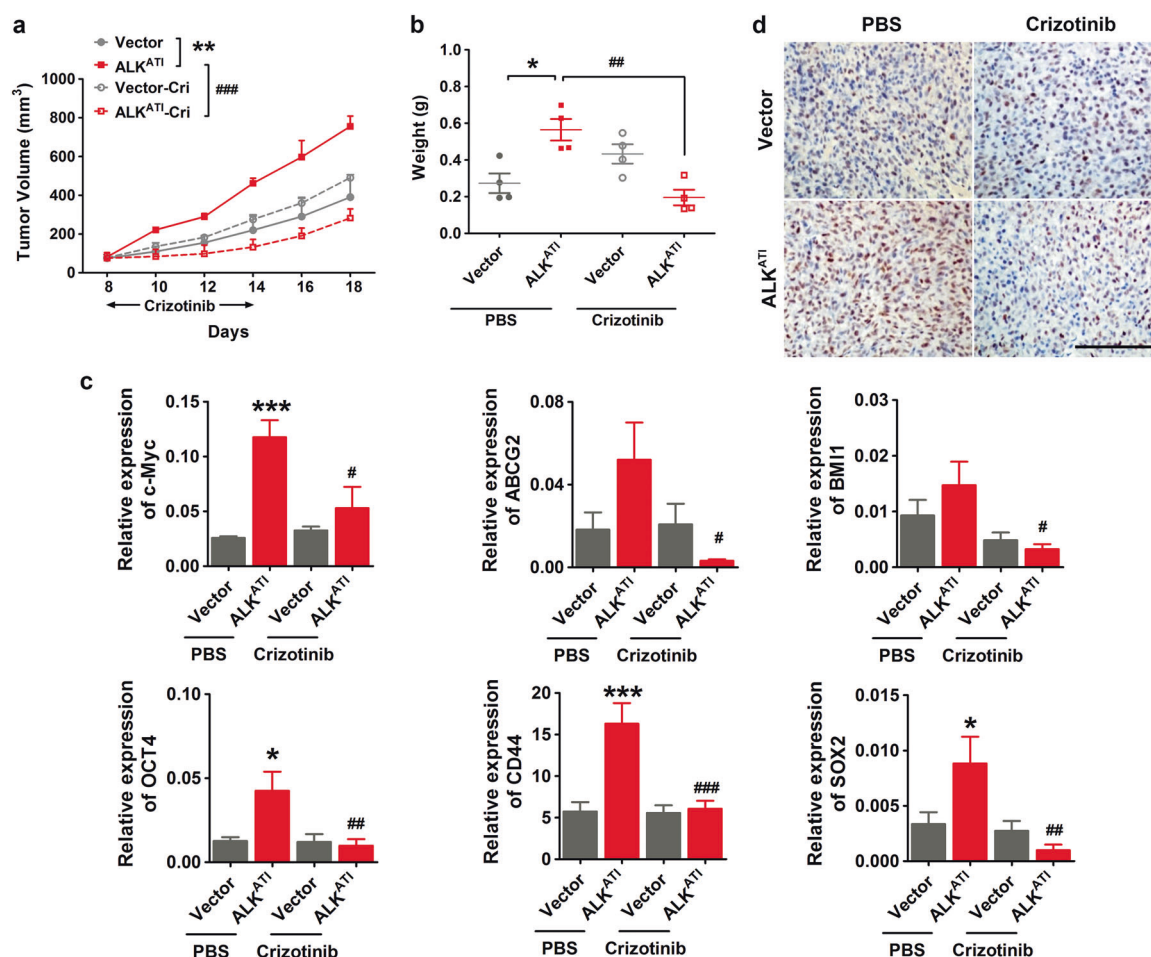 a
Vector
**
ALK^ATI
Vector-Cri
###
ALK^ATI-Cri
Tumor Volume (mm³)
1000
800
600
400
200
0
8 10 12 14 16 18
Crizotinib
Days
b
Weight (g)
1.0
0.8
0.6
0.4
0.2
0.0
* ##
Vector ALK^ATI Vector ALK^ATI
PBS Crizotinib
d
PBS Crizotinib
Vector
ALK^ATI
c
Relative expression
of c-Myc
0.15
0.10
0.05
0.00
***
#
Vector ALK^ATI Vector ALK^ATI
PBS Crizotinib
Relative expression
of ABCG2
0.08
0.04
0.00
#
Vector ALK^ATI Vector ALK^ATI
PBS Crizotinib
Relative expression
of BMI1
0.03
0.02
0.01
0.00
#
Vector ALK^ATI Vector ALK^ATI
PBS Crizotinib
Relative expression
of OCT4
0.10
0.05
0.00
*
##
Vector ALK^ATI Vector ALK^ATI
PBS Crizotinib
Relative expression
of CD44
20
15
10
5
0
***
###
Vector ALK^ATI Vector ALK^ATI
PBS Crizotinib
Relative expression
of SOX2
0.015
0.010
0.005
0.000
*
##
Vector ALK^ATI Vector ALK^ATI
PBS Crizotinib